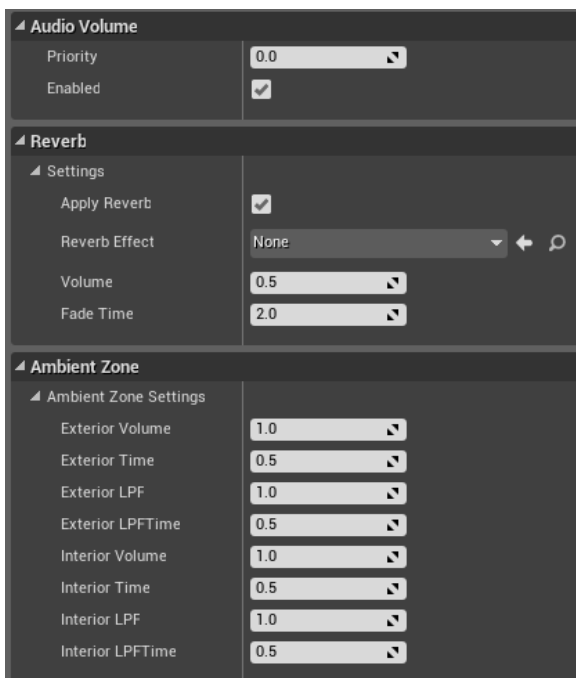 Audio Volume
Priority 0.0
Enabled
Reverb
Settings
Apply Reverb
Reverb Effect None
Volume 0.5
Fade Time 2.0
Ambient Zone
Ambient Zone Settings
Exterior Volume 1.0
Exterior Time 0.5
Exterior LPF 1.0
Exterior LPFTime 0.5
Interior Volume 1.0
Interior Time 0.5
Interior LPF 1.0
Interior LPFTime 0.5